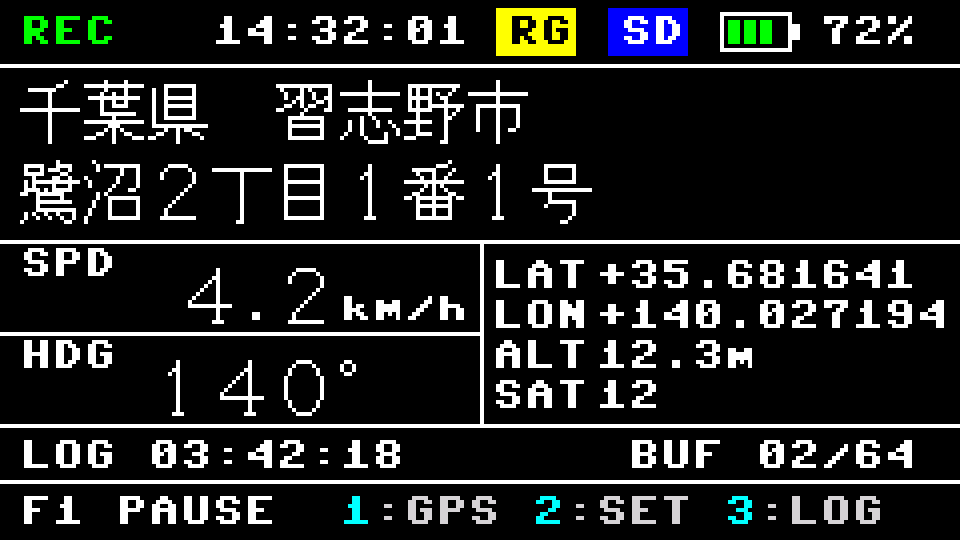 REC 14:32:01 RG SD 72%
千葉県　習志野市
鷺沼2丁目1番1号
SPD 4.2km/h
HDG 140°
LAT +35.681641
LON +140.027194
ALT 12.3m
SAT 12
LOG 03:42:18 BUF 02/64
F1 PAUSE 1:GPS 2:SET 3:LOG